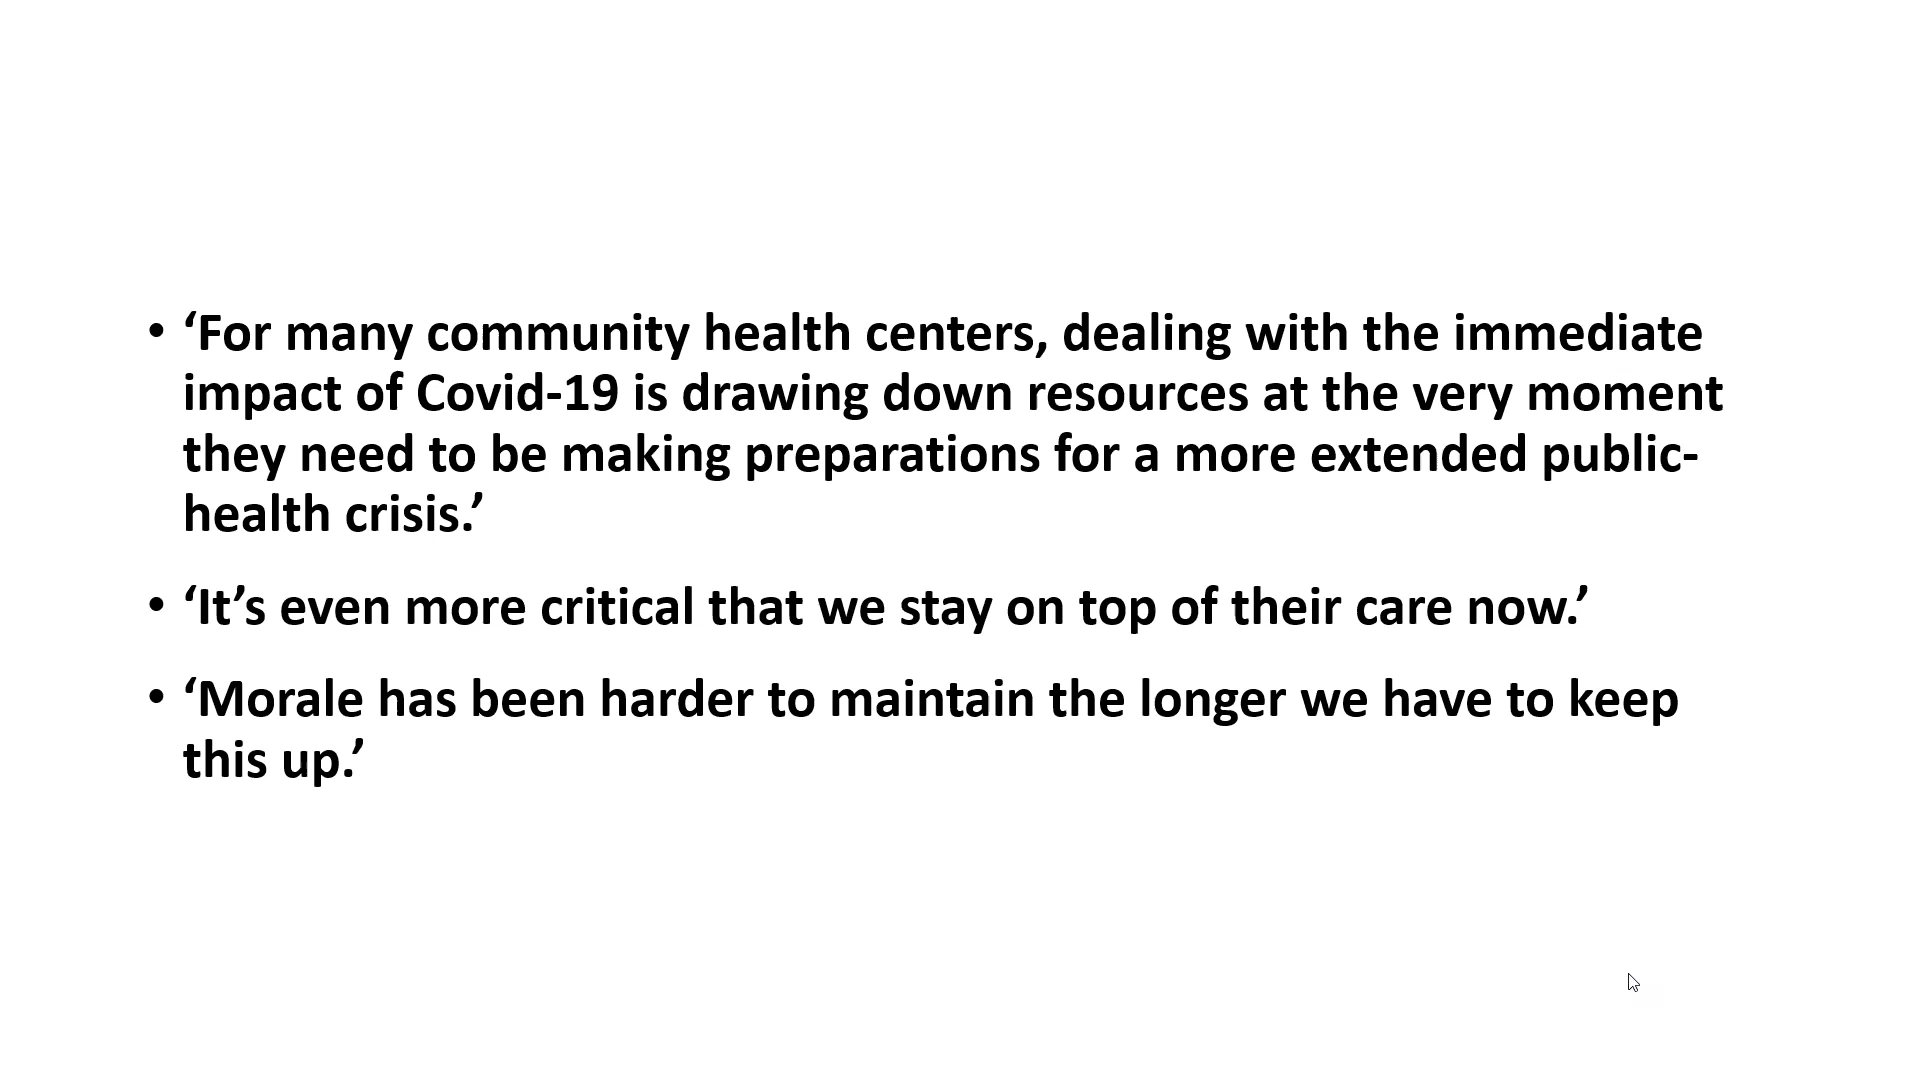 • ‘For many community health centers, dealing with the immediate
impact of Covid-19 is drawing down resources at the very moment
they need to be making preparations for a more extended public-
health crisis.’
• ‘It’s even more critical that we stay on top of their care now.’
• ‘Morale has been harder to maintain the longer we have to keep
this up.’